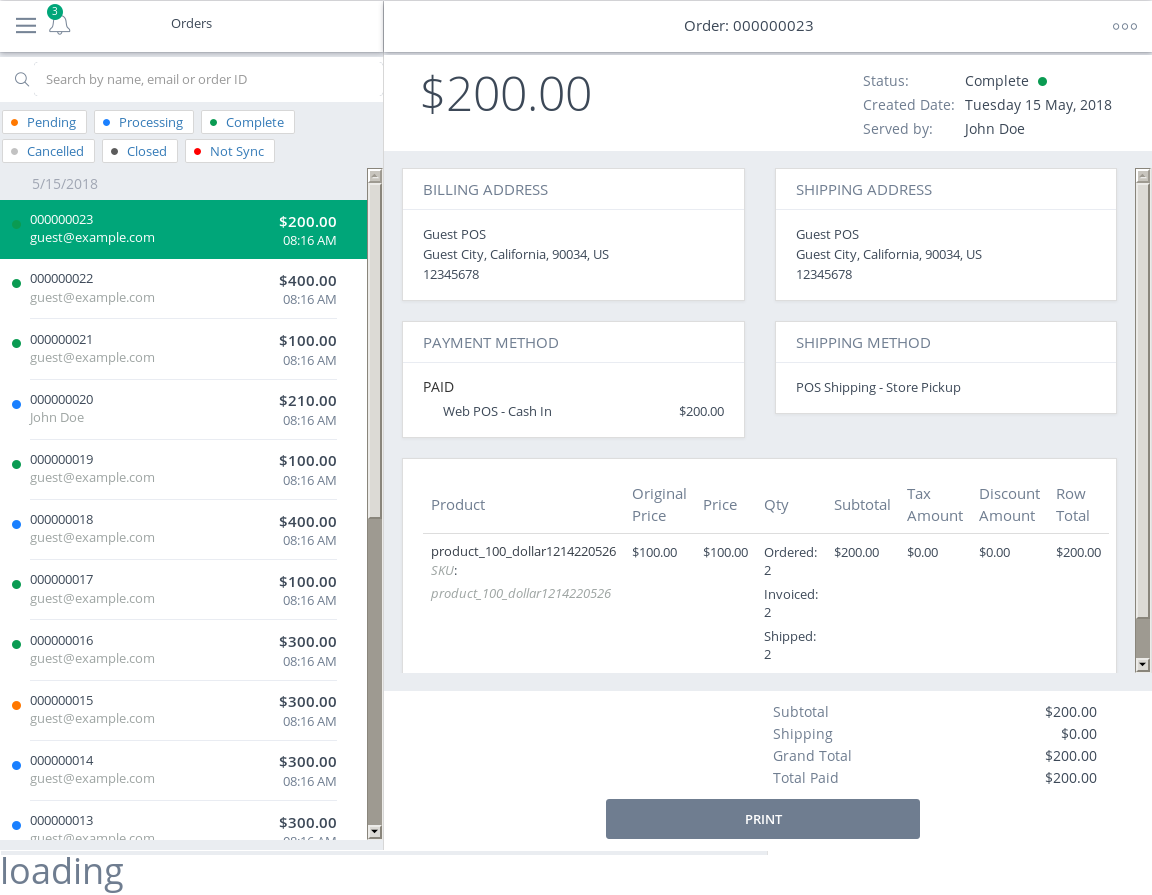 3
Orders
Search by name, email or order ID
Pending Processing Complete
Cancelled Closed Not Sync
5/15/2018
000000023 $200.00
guest@example.com 08:16 AM
000000022 $400.00
guest@example.com 08:16 AM
000000021 $100.00
guest@example.com 08:16 AM
000000020 $210.00
John Doe 08:16 AM
000000019 $100.00
guest@example.com 08:16 AM
000000018 $400.00
guest@example.com 08:16 AM
000000017 $100.00
guest@example.com 08:16 AM
000000016 $300.00
guest@example.com 08:16 AM
000000015 $300.00
guest@example.com 08:16 AM
000000014 $300.00
guest@example.com 08:16 AM
000000013 $300.00
guest@example.com 08:16 AM
Order: 000000023
$200.00
Status: Complete
Created Date: Tuesday 15 May, 2018
Served by: John Doe
BILLING ADDRESS
Guest POS
Guest City, California, 90034, US
12345678
SHIPPING ADDRESS
Guest POS
Guest City, California, 90034, US
12345678
PAYMENT METHOD
PAID
Web POS - Cash In $200.00
SHIPPING METHOD
POS Shipping - Store Pickup
Product Original Price Price Qty Subtotal Tax Amount Discount Amount Row Total
product_100_dollar1214220526 $100.00 $100.00 Ordered: $200.00 $0.00 $0.00 $200.00
SKU: 2
product_100_dollar1214220526 Invoiced:
2
Shipped:
2
Subtotal $200.00
Shipping $0.00
Grand Total $200.00
Total Paid $200.00
PRINT
loading